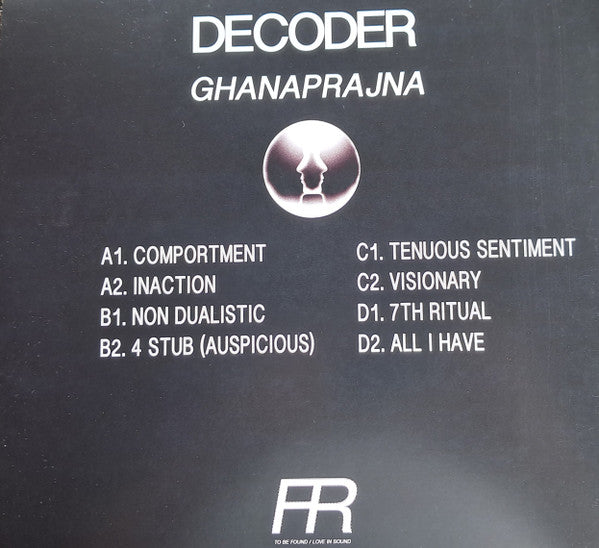 DECODER
GHANAPRAJNA
A1. COMPORTMENT
A2. INACTION
B1. NON DUALISTIC
B2. 4 STUB (AUSPICIOUS)
C1. TENUOUS SENTIMENT
C2. VISIONARY
D1. 7TH RITUAL
D2. ALL I HAVE
FR
TO BE FOUND / LOVE IN SOUND